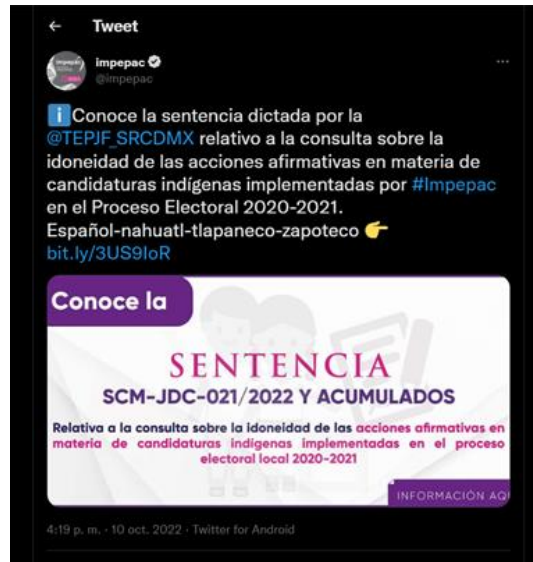 ← Tweet
impepac
@impepac
ℹ️Conoce la sentencia dictada por la
@TEPJF_SRCDMX relativo a la consulta sobre la
idoneidad de las acciones afirmativas en materia de
candidaturas indígenas implementadas por #Impepac
en el Proceso Electoral 2020-2021.
Español-nahuatl-tlapaneco-zapoteco 👉
bit.ly/3US9IoR
Conoce la
SENTENCIA
SCM-JDC-021/2022 Y ACUMULADOS
Relativa a la consulta sobre la idoneidad de las acciones afirmativas en
materia de candidaturas indígenas implementadas en el proceso
electoral local 2020-2021
INFORMACIÓN AQU
4:19 p. m. · 10 oct. 2022 · Twitter for Android